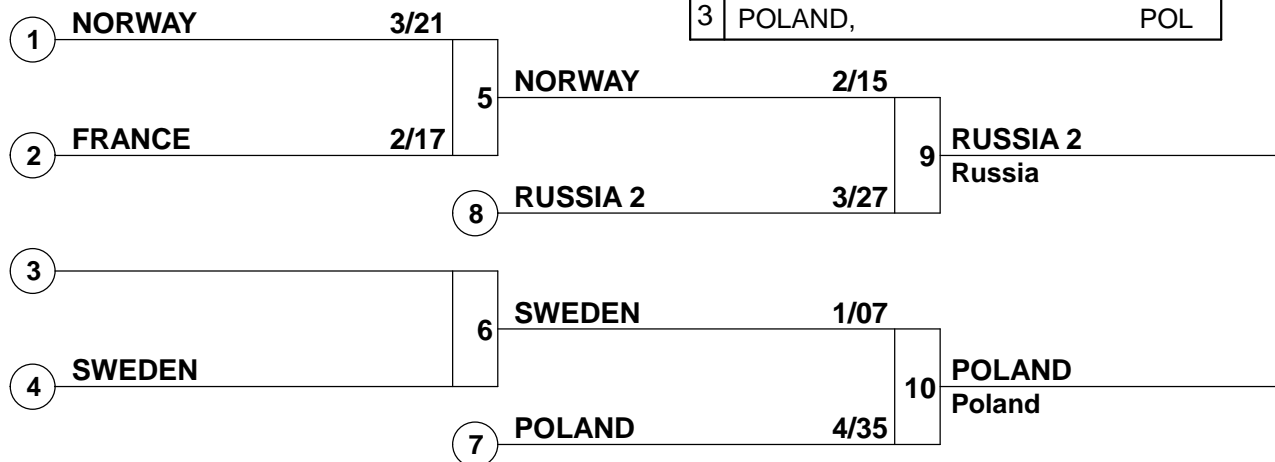 3 POLAND, POL
1 NORWAY 3/21
5 NORWAY 2/15
2 FRANCE 2/17
9 RUSSIA 2
Russia
8 RUSSIA 2 3/27
3
6 SWEDEN 1/07
4 SWEDEN
10 POLAND
Poland
7 POLAND 4/35